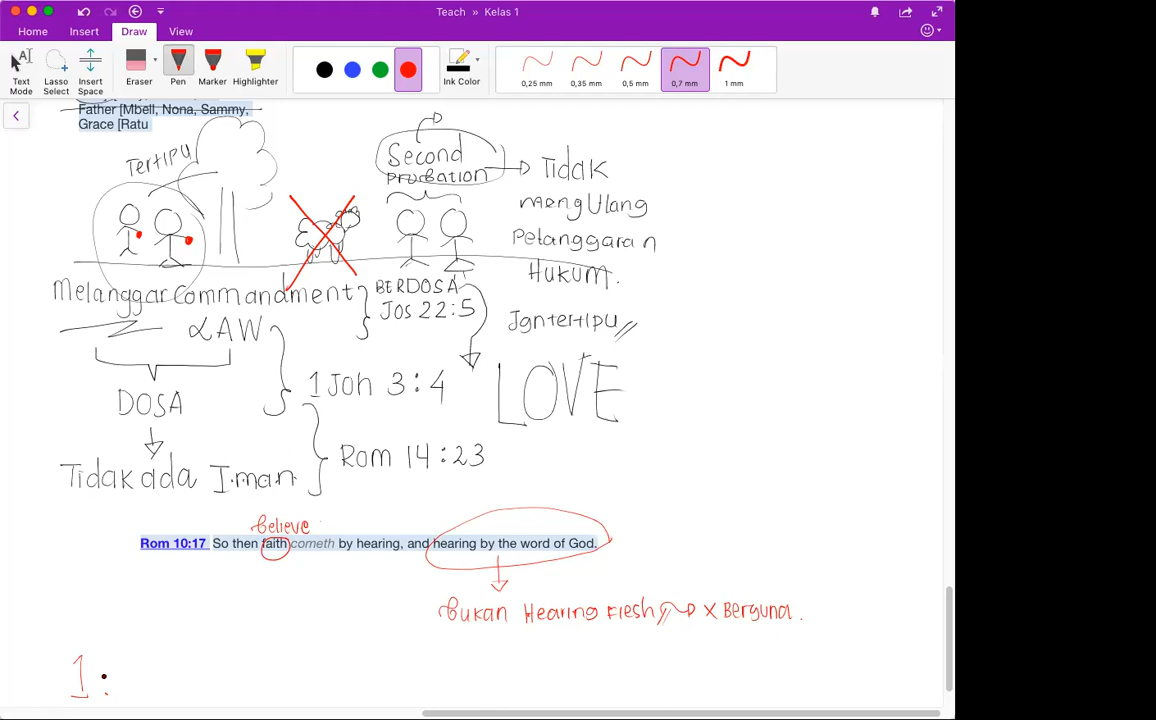 Teach > Kelas 1
Home Insert Draw View
Text Mode
Lasso Select
Insert Space
Eraser
Pen
Marker
Highlighter
Ink Color
0,25 mm
0,35 mm
0,5 mm
0,7 mm
1 mm
Father [Mbell, Nona, Sammy,
Grace [Ratu
TertIPU
Second
Probation
Tidak
mengUlang
Pelanggaran
Hukum.
Melanggar commandment
BERDOSA
Jos 22:5
LAW
JgntertIPU
DOSA
1 Joh 3:4
LOVE
Tidak ada Iman
Rom 14:23
believe
Rom 10:17 So then faith cometh by hearing, and hearing by the word of God.
Bukan Hearing Flesh x Berguna.
1: